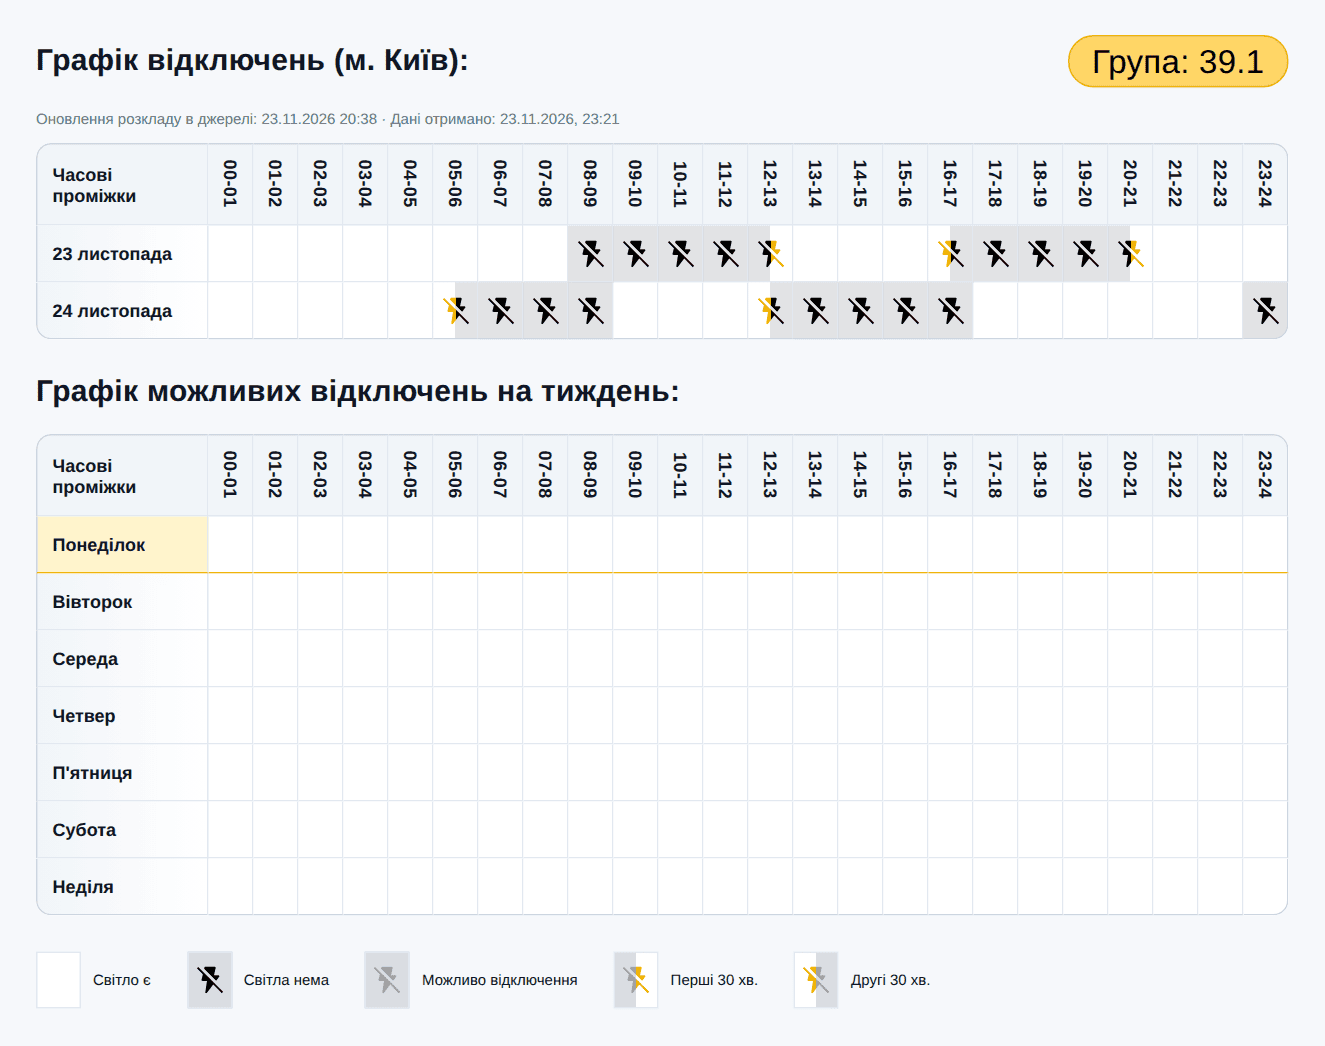 Графік відключень (м. Київ):
Група: 39.1
Оновлення розкладу в джерелі: 23.11.2026 20:38 · Дані отримано: 23.11.2026, 23:21
Часові
проміжки
00-01 01-02 02-03 03-04 04-05 05-06 06-07 07-08 08-09 09-10 10-11 11-12 12-13 13-14 14-15 15-16 16-17 17-18 18-19 19-20 20-21 21-22 22-23 23-24
23 листопада
24 листопада
Графік можливих відключень на тиждень:
Часові
проміжки
00-01 01-02 02-03 03-04 04-05 05-06 06-07 07-08 08-09 09-10 10-11 11-12 12-13 13-14 14-15 15-16 16-17 17-18 18-19 19-20 20-21 21-22 22-23 23-24
Понеділок
Вівторок
Середа
Четвер
П'ятниця
Субота
Неділя
Світло є Світла нема Можливо відключення Перші 30 хв. Другі 30 хв.